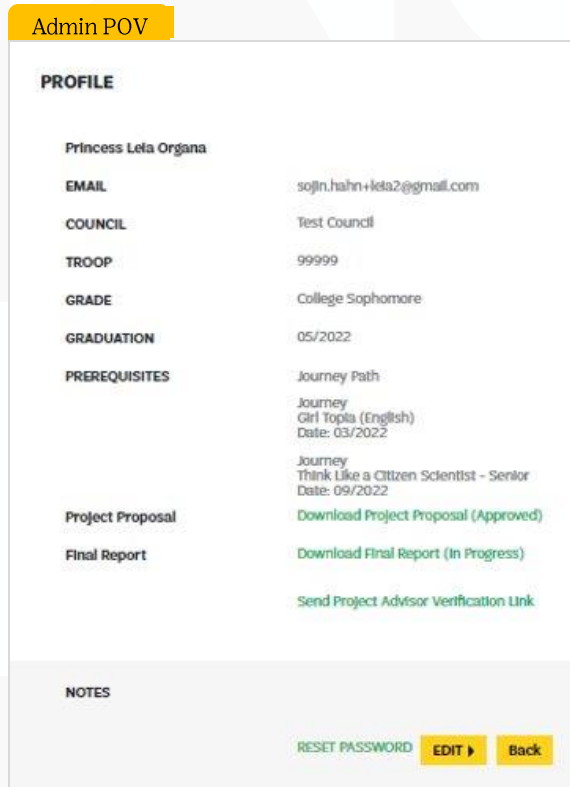 Admin POV
PROFILE
Princess Leia Organa
EMAIL sojin.hahn+leia2@gmail.com
COUNCIL Test Council
TROOP 99999
GRADE College Sophomore
GRADUATION 05/2022
PREREQUISITES Journey Path
Journey
Girl Topia (English)
Date: 03/2022
Journey
Think Like a Citizen Scientist - Senior
Date: 09/2022
Project Proposal Download Project Proposal (Approved)
Final Report Download Final Report (In Progress)
Send Project Advisor Verification Link
NOTES
RESET PASSWORD EDIT Back